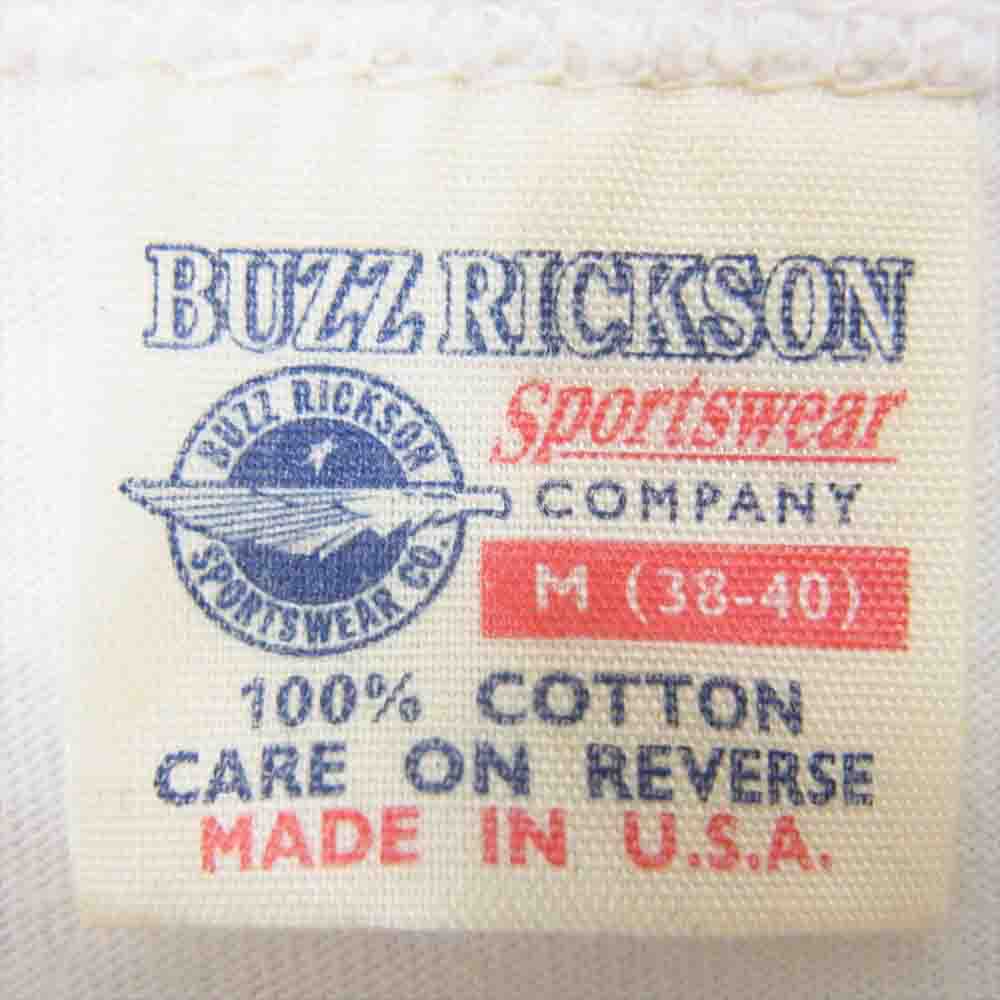 BUZZ RICKSON
BUZZ RICKSON
SPORTSWEAR CO.
Sportswear
COMPANY
M (38-40)
100% COTTON
CARE ON REVERSE
MADE IN U.S.A.